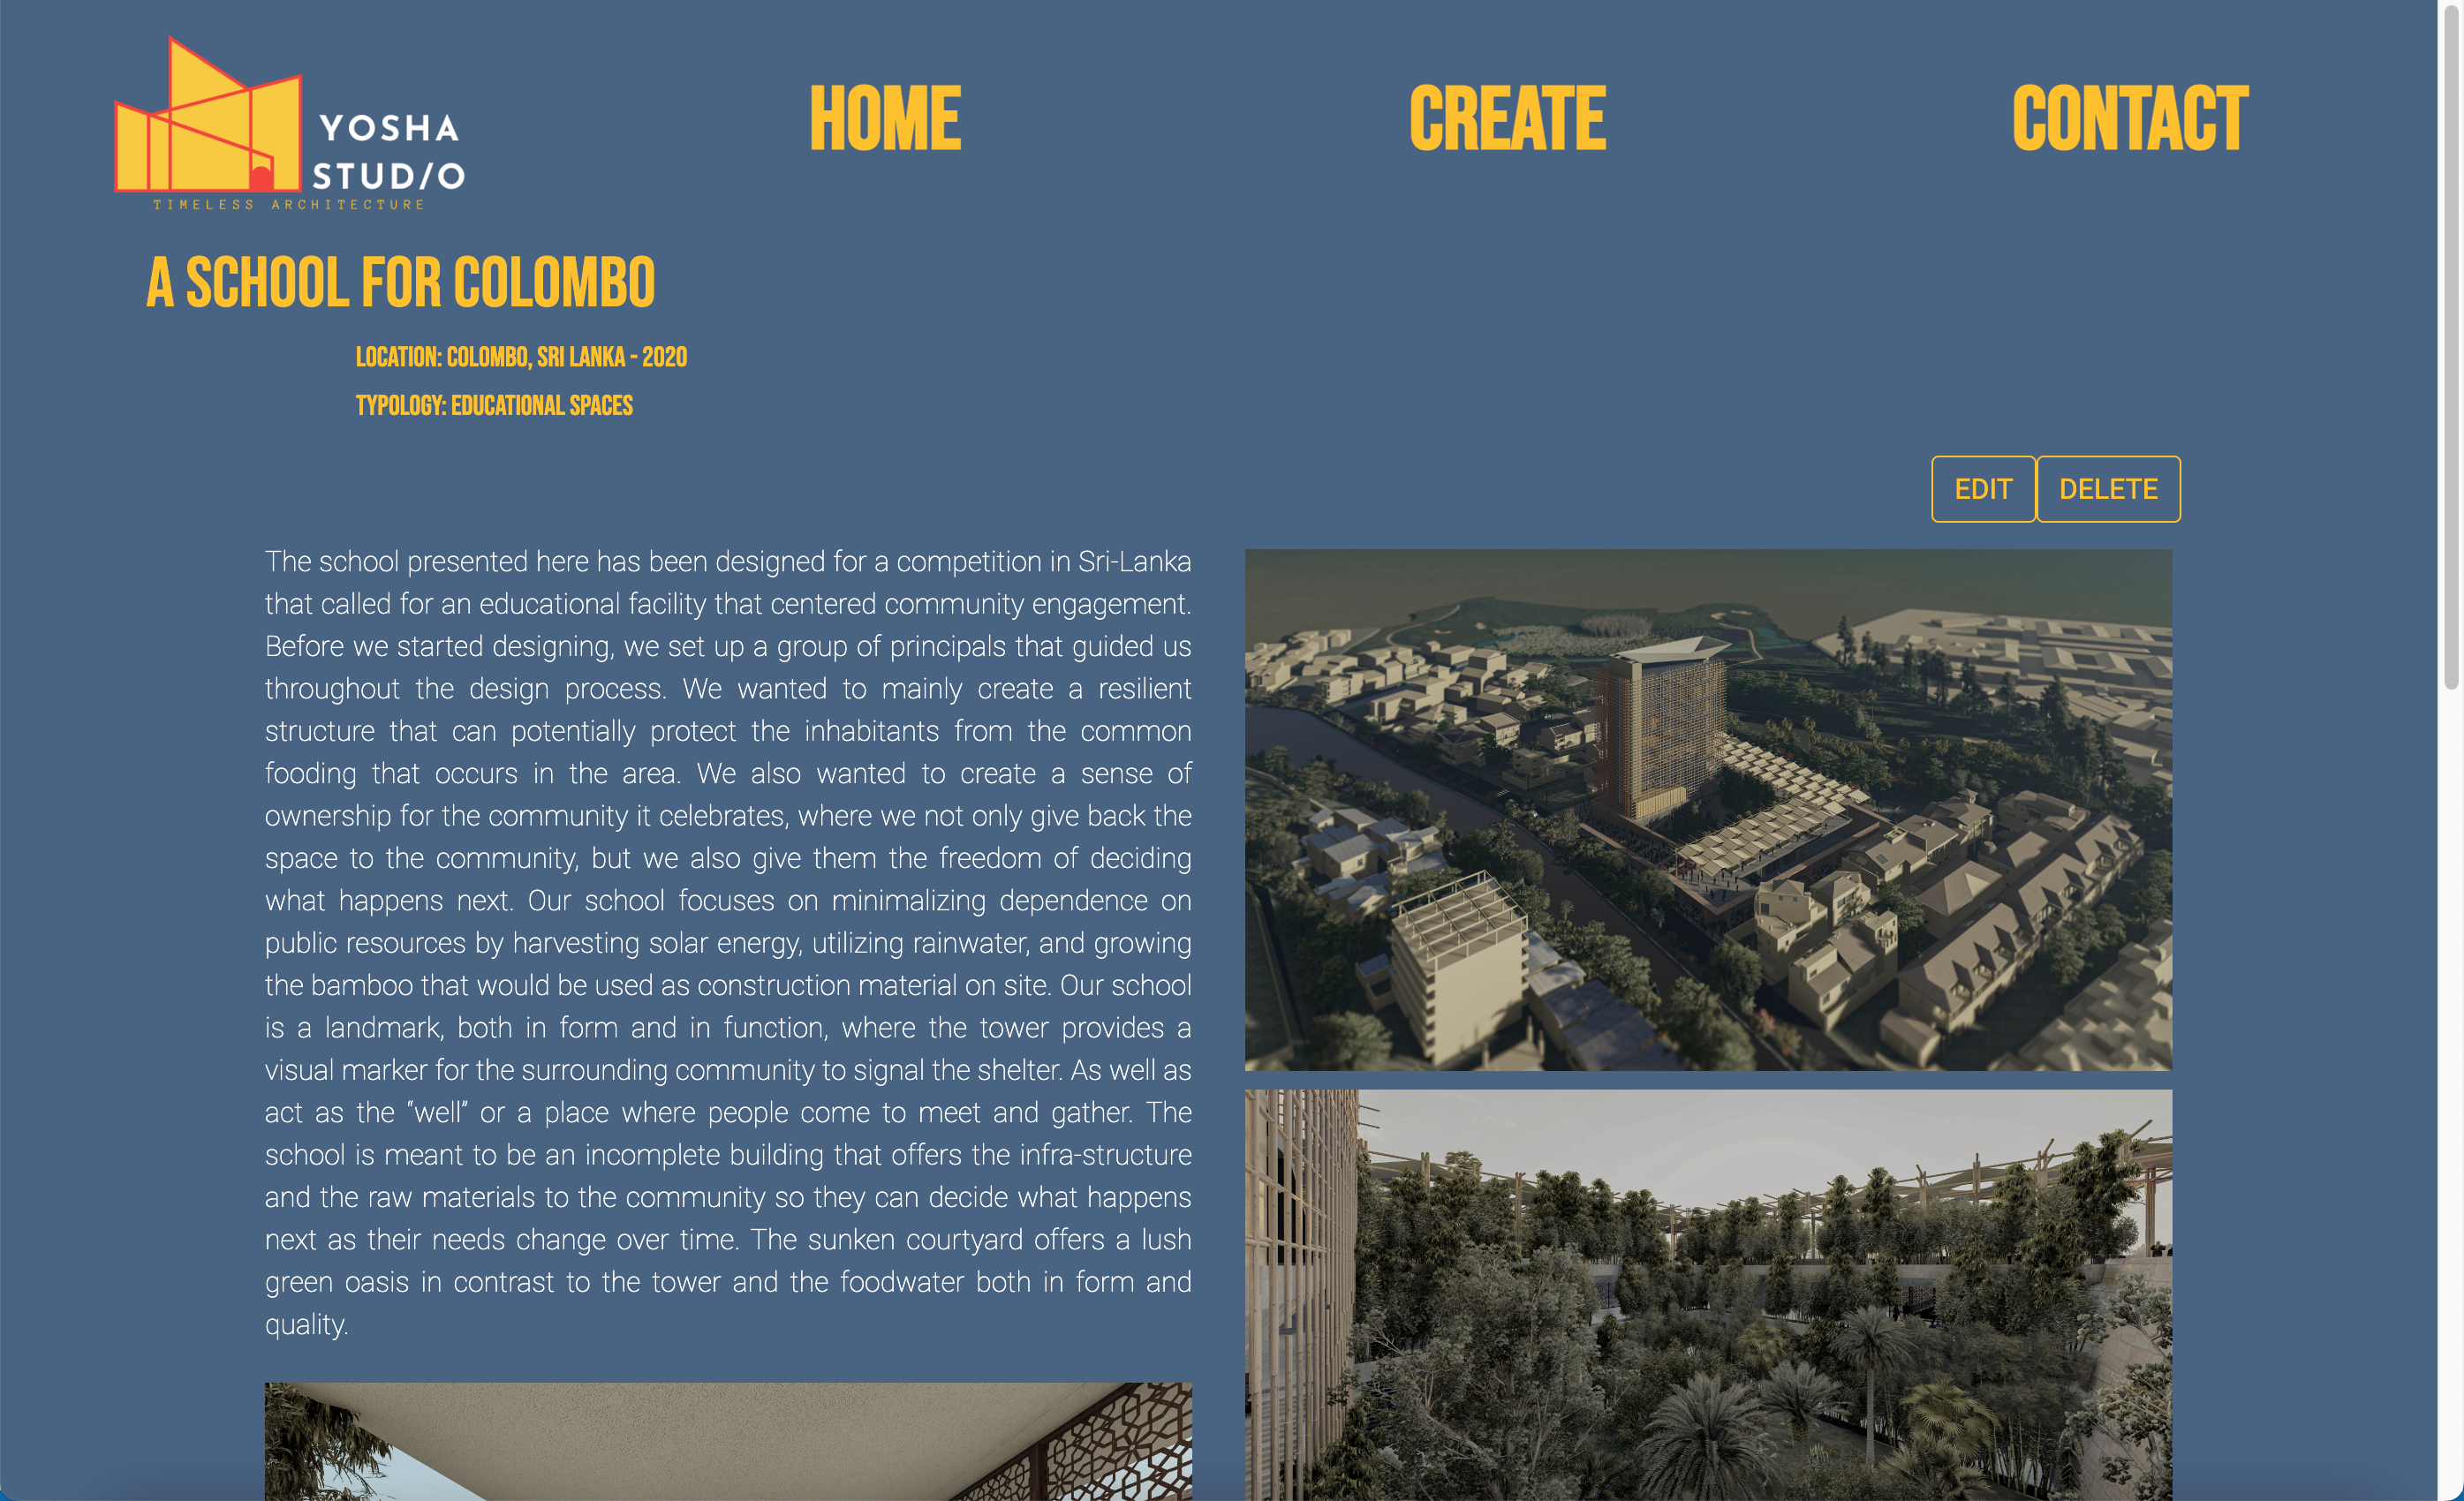 YOSHA
STUD/O
TIMELESS ARCHITECTURE
HOME
CREATE
CONTACT
A SCHOOL FOR COLOMBO
LOCATION: COLOMBO, SRI LANKA - 2020
TYPOLOGY: EDUCATIONAL SPACES
EDIT
DELETE
The school presented here has been designed for a competition in Sri-Lanka
that called for an educational facility that centered community engagement.
Before we started designing, we set up a group of principals that guided us
throughout the design process. We wanted to mainly create a resilient
structure that can potentially protect the inhabitants from the common
fooding that occurs in the area. We also wanted to create a sense of
ownership for the community it celebrates, where we not only give back the
space to the community, but we also give them the freedom of deciding
what happens next. Our school focuses on minimalizing dependence on
public resources by harvesting solar energy, utilizing rainwater, and growing
the bamboo that would be used as construction material on site. Our school
is a landmark, both in form and in function, where the tower provides a
visual marker for the surrounding community to signal the shelter. As well as
act as the “well” or a place where people come to meet and gather. The
school is meant to be an incomplete building that offers the infra-structure
and the raw materials to the community so they can decide what happens
next as their needs change over time. The sunken courtyard offers a lush
green oasis in contrast to the tower and the foodwater both in form and
quality.